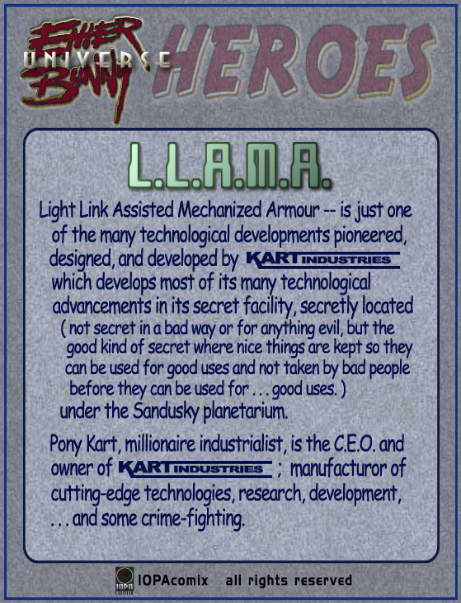 ETHER
UNIVERSE
BUNNY
HEROES
L.L.A.M.A.
Light Link Assisted Mechanized Armour -- is just one
of the many technological developments pioneered,
designed, and developed by KART INDUSTRIES
which develops most of its many technological
advancements in its secret facility, secretly located
( not secret in a bad way or for anything evil, but the
good kind of secret where nice things are kept so they
can be used for good uses and not taken by bad people
before they can be used for . . . good uses. )
under the Sandusky planetarium.
Pony Kart, millionaire industrialist, is the C.E.O. and
owner of KART INDUSTRIES ; manufacturor of
cutting-edge technologies, research, development,
. . . and some crime-fighting.
IOPAcomix all rights reserved